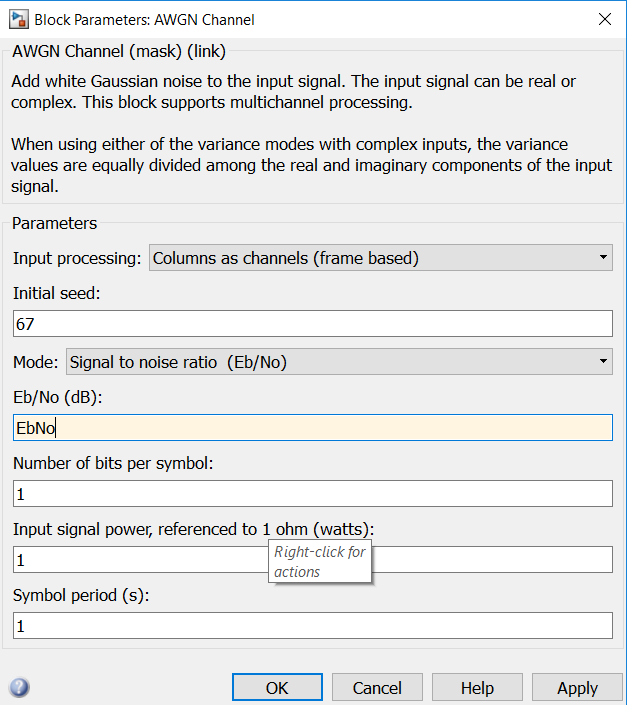 Block Parameters: AWGN Channel
AWGN Channel (mask) (link)
Add white Gaussian noise to the input signal. The input signal can be real or
complex. This block supports multichannel processing.
When using either of the variance modes with complex inputs, the variance
values are equally divided among the real and imaginary components of the input
signal.
Parameters
Input processing: Columns as channels (frame based)
Initial seed:
67
Mode: Signal to noise ratio (Eb/No)
Eb/No (dB):
EbNo
Number of bits per symbol:
1
Input signal power, referenced to 1 ohm (watts):
Right-click for
actions
1
Symbol period (s):
1
OK Cancel Help Apply